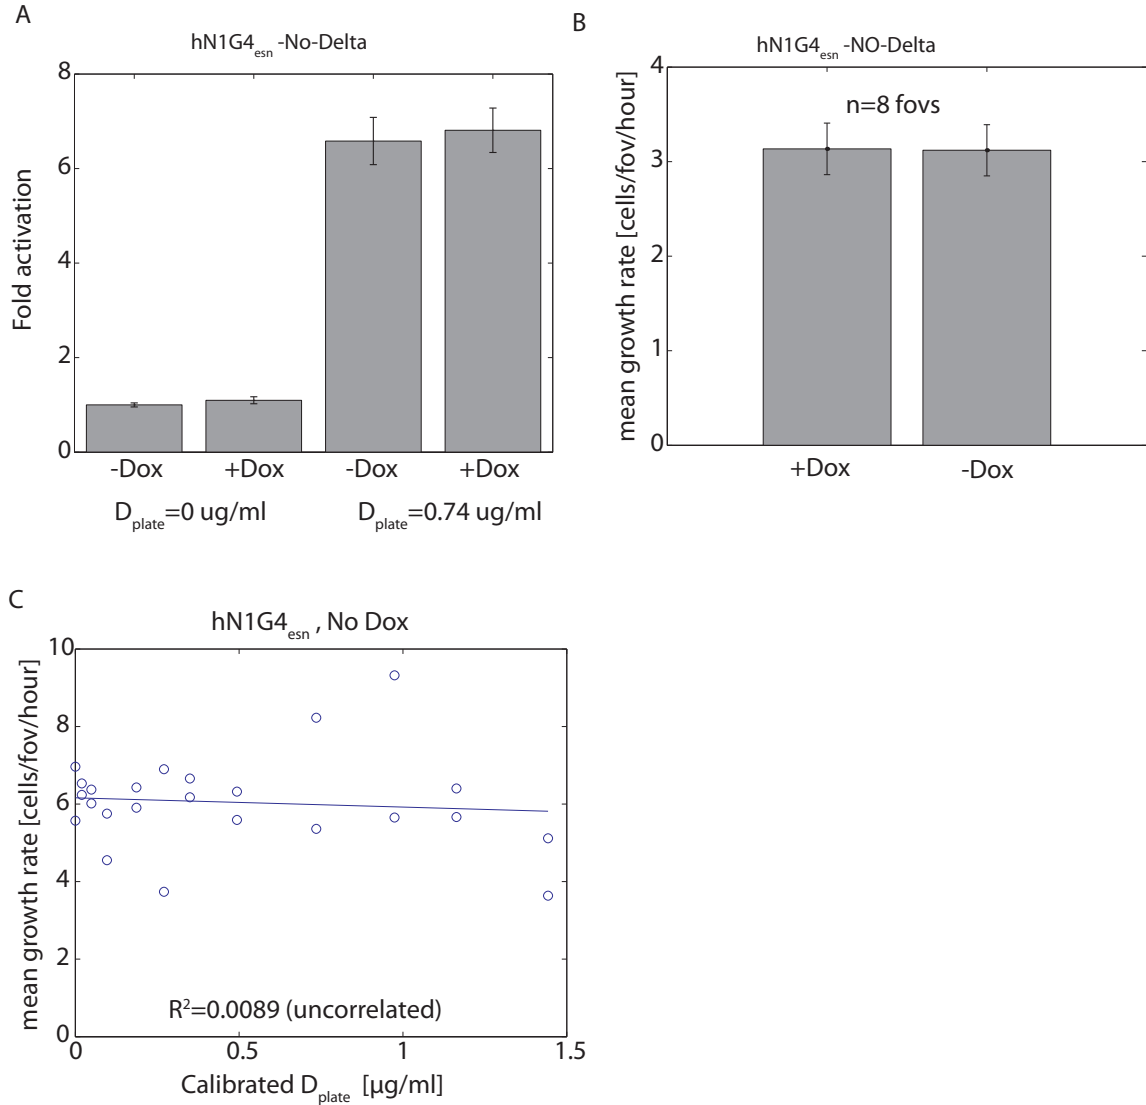 A
hN1G4esn -No-Delta
8
6
4
2
0
Fold activation
-Dox +Dox -Dox +Dox
Dplate=0 ug/ml Dplate=0.74 ug/ml
B
hN1G4esn -NO-Delta
n=8 fovs
4
3
2
1
0
mean growth rate [cells/fov/hour]
+Dox -Dox
C
hN1G4esn , No Dox
10
8
6
4
2
0
mean growth rate [cells/fov/hour]
R²=0.0089 (uncorrelated)
0 0.5 1 1.5
Calibrated Dplate [µg/ml]